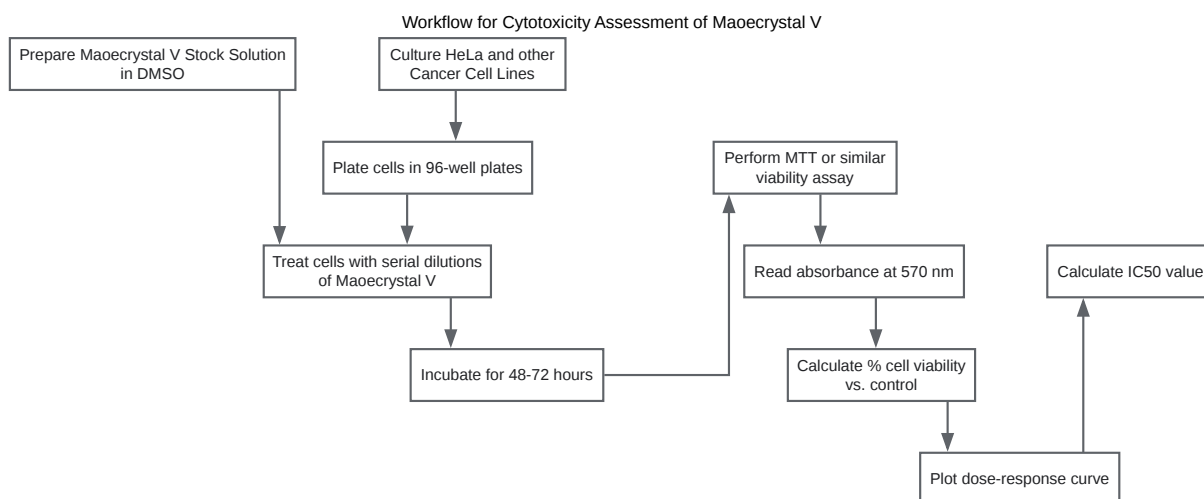 Workflow for Cytotoxicity Assessment of Maoecrystal V
Prepare Maoecrystal V Stock Solution
in DMSO
Culture HeLa and other
Cancer Cell Lines
Plate cells in 96-well plates
Perform MTT or similar
viability assay
Treat cells with serial dilutions
of Maoecrystal V
Read absorbance at 570 nm
Calculate IC50 value
Incubate for 48-72 hours
Calculate % cell viability
vs. control
Plot dose-response curve